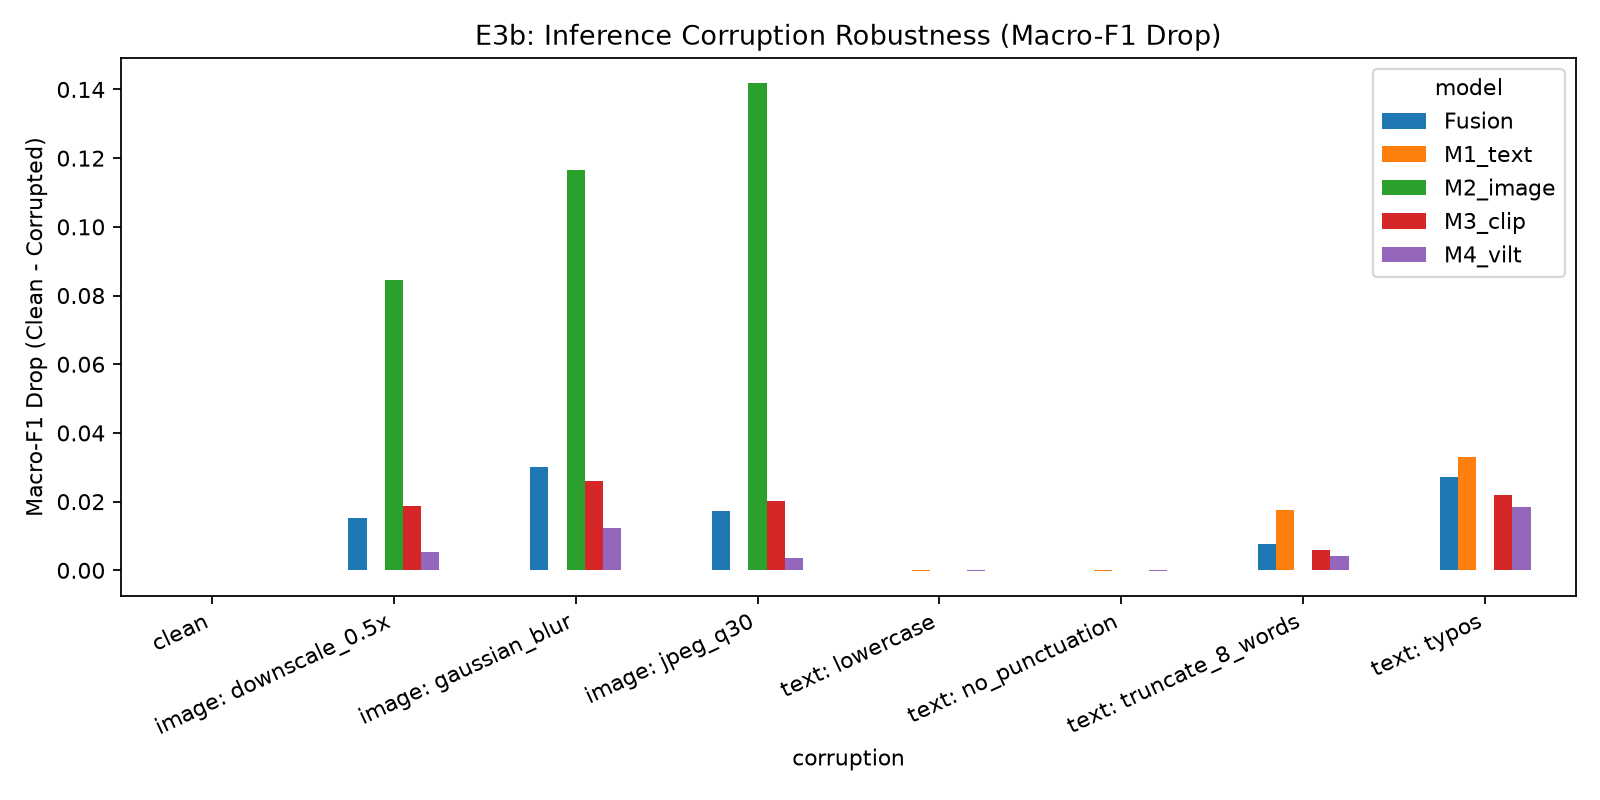 E3b: Inference Corruption Robustness (Macro-F1 Drop)
Macro-F1 Drop (Clean - Corrupted)
0.14
0.12
0.10
0.08
0.06
0.04
0.02
0.00
model
Fusion
M1_text
M2_image
M3_clip
M4_vilt
clean
image: downscale_0.5x
image: gaussian_blur
image: jpeg_q30
text: lowercase
text: no_punctuation
text: truncate_8_words
text: typos
corruption